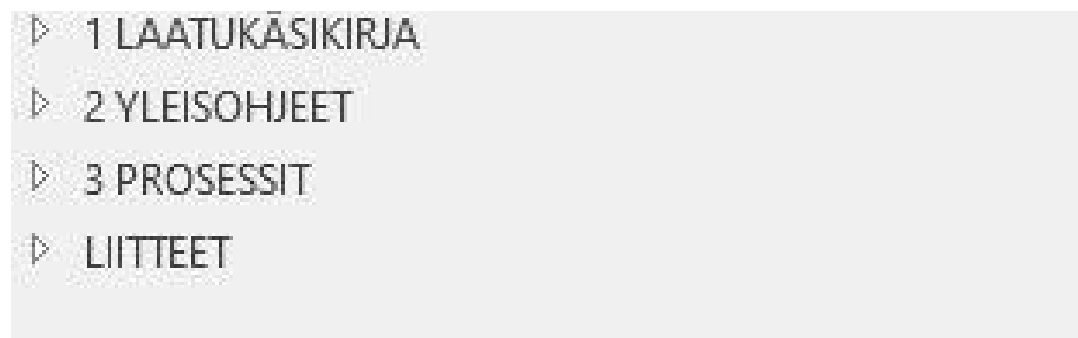 1 LAATUKÄSIKIRJA
2 YLEISOHJEET
3 PROSESSIT
LIITTEET